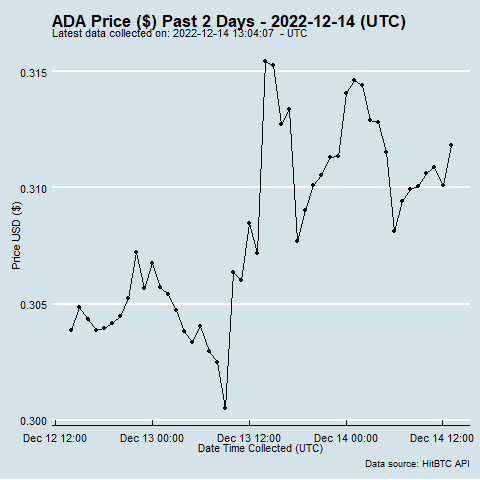 ADA Price ($) Past 2 Days - 2022-12-14 (UTC)
Latest data collected on: 2022-12-14 13:04:07 - UTC
0.315
0.310
0.305
0.300
Price USD ($)
Dec 12 12:00 Dec 13 00:00 Dec 13 12:00 Dec 14 00:00 Dec 14 12:00
Date Time Collected (UTC)
Data source: HitBTC API